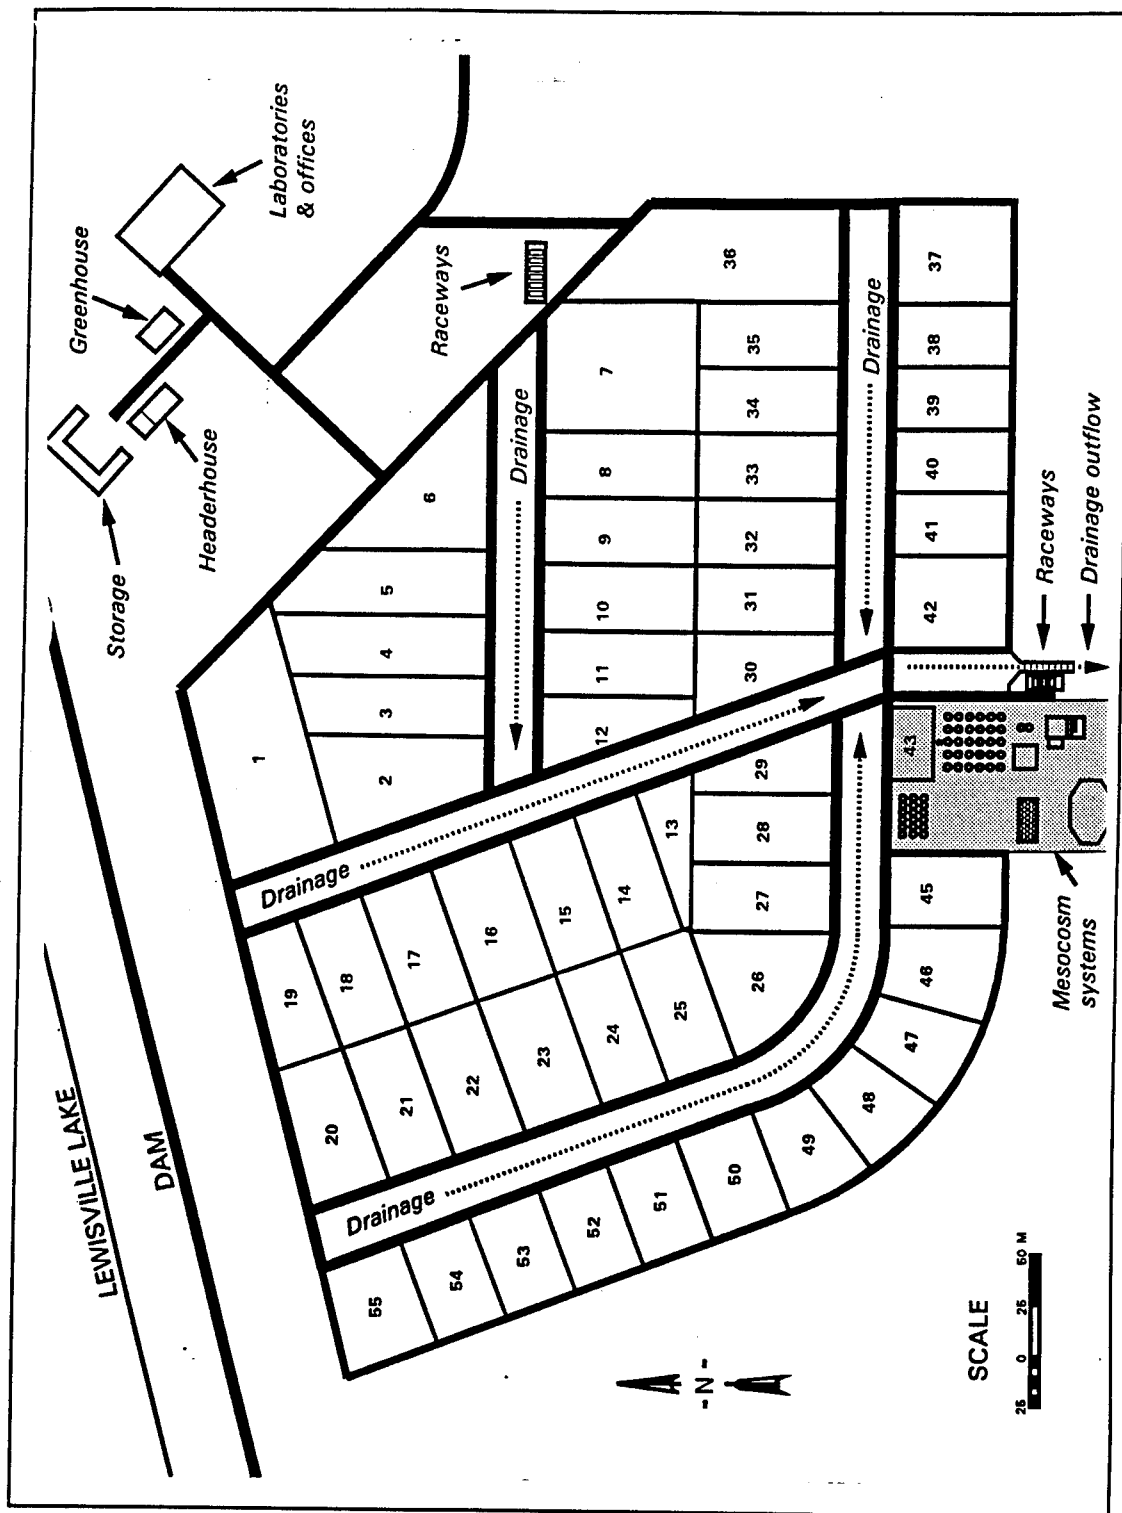 LEWISVILLE LAKE
DAM
Storage
Greenhouse
Headerhouse
Laboratories
& offices
Raceways
Drainage
Drainage
Drainage
Drainage
1
2
3
4
5
6
7
8
9
10
11
12
13
14
15
16
17
18
19
20
21
22
23
24
25
26
27
28
29
30
31
32
33
34
35
36
37
38
39
40
41
42
43
45
46
47
48
49
50
51
52
53
54
55
Raceways
Drainage outflow
Mesocosm
systems
-N-
SCALE
25 0 25 50 M